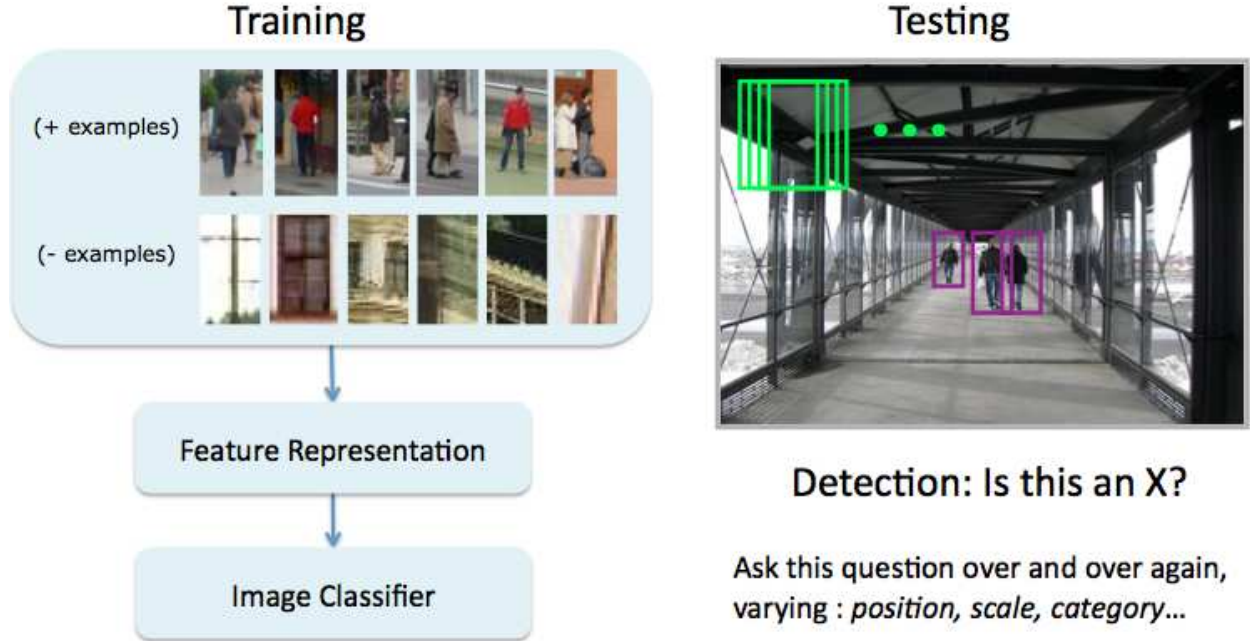 Training
(+ examples)
(- examples)
Feature Representation
Image Classifier
Testing
Detection: Is this an X?
Ask this question over and over again,
varying : position, scale, category...